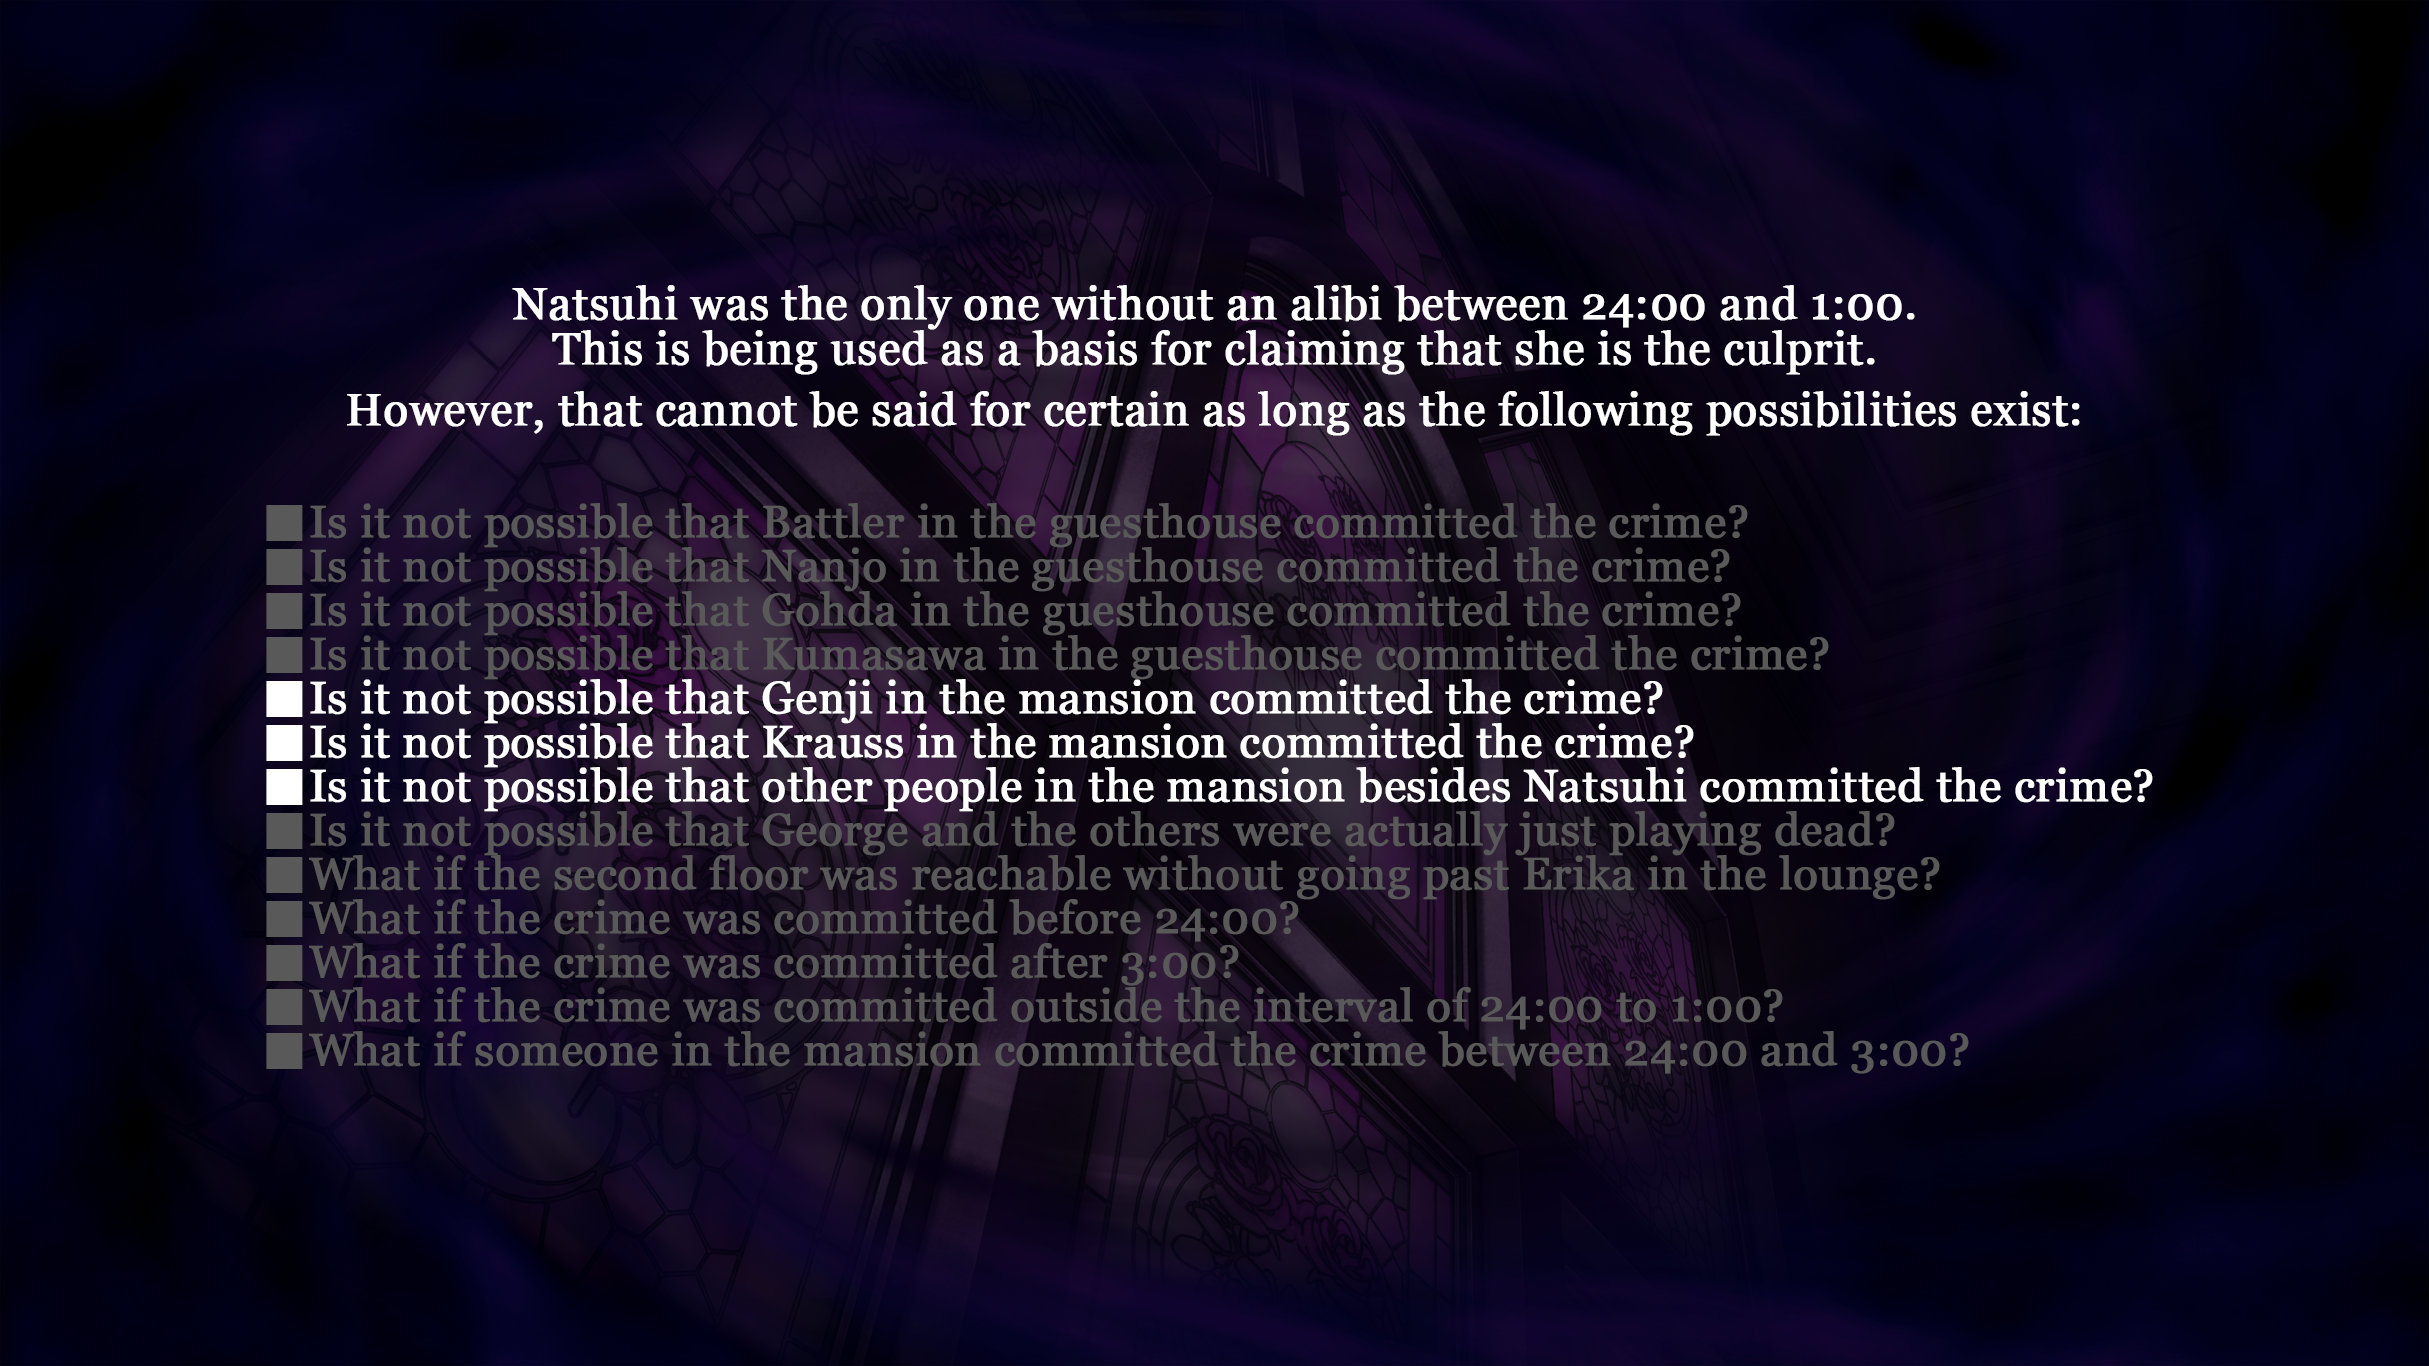 Natsuhi was the only one without an alibi between 24:00 and 1:00.
This is being used as a basis for claiming that she is the culprit.
However, that cannot be said for certain as long as the following possibilities exist:
■Is it not possible that Battler in the guesthouse committed the crime?
■Is it not possible that Nanjo in the guesthouse committed the crime?
■Is it not possible that Gohda in the guesthouse committed the crime?
■Is it not possible that Kumasawa in the guesthouse committed the crime?
■Is it not possible that Genji in the mansion committed the crime?
■Is it not possible that Krauss in the mansion committed the crime?
■Is it not possible that other people in the mansion besides Natsuhi committed the crime?
■Is it not possible that George and the others were actually just playing dead?
■What if the second floor was reachable without going past Erika in the lounge?
■What if the crime was committed before 24:00?
■What if the crime was committed after 3:00?
■What if the crime was committed outside the interval of 24:00 to 1:00?
■What if someone in the mansion committed the crime between 24:00 and 3:00?